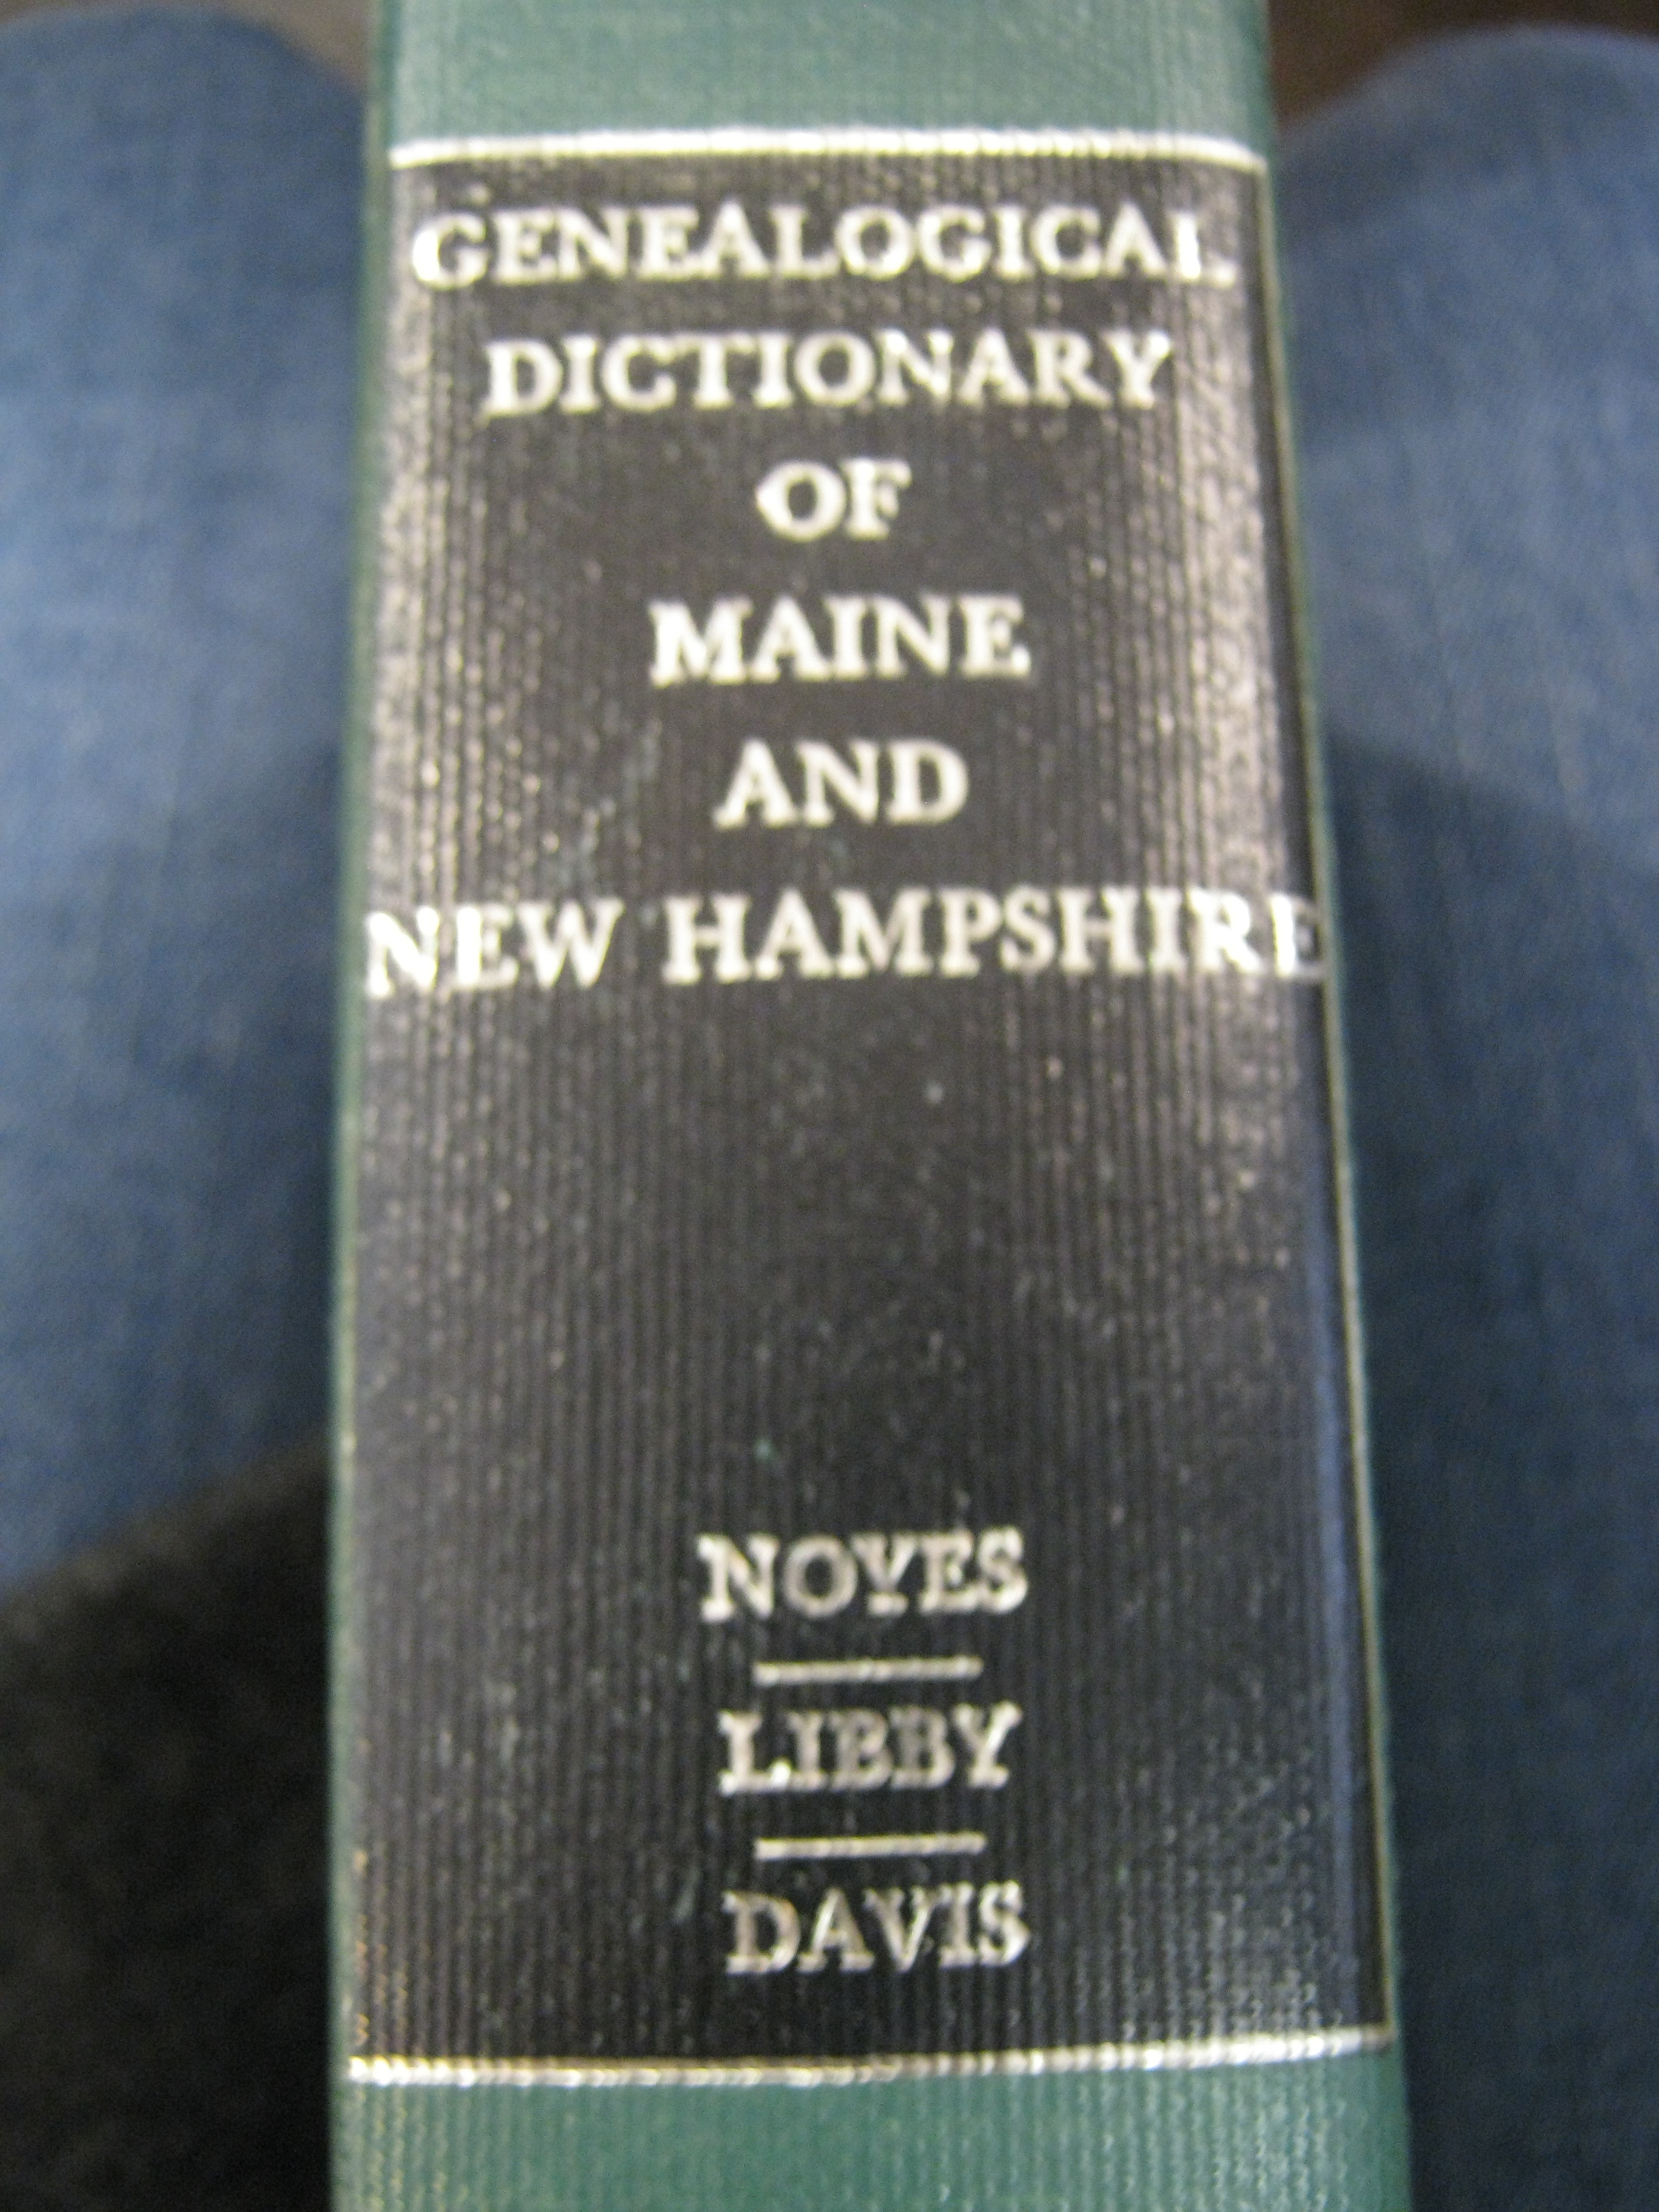 GENEALOGICAL
DICTIONARY
OF
MAINE
AND
NEW HAMPSHIRE
NOYES
LIBBY
DAVIS